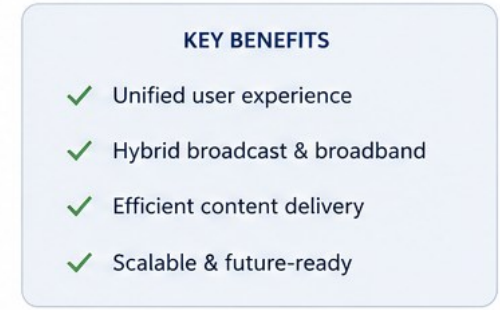 KEY BENEFITS
Unified user experience
Hybrid broadcast & broadband
Efficient content delivery
Scalable & future-ready